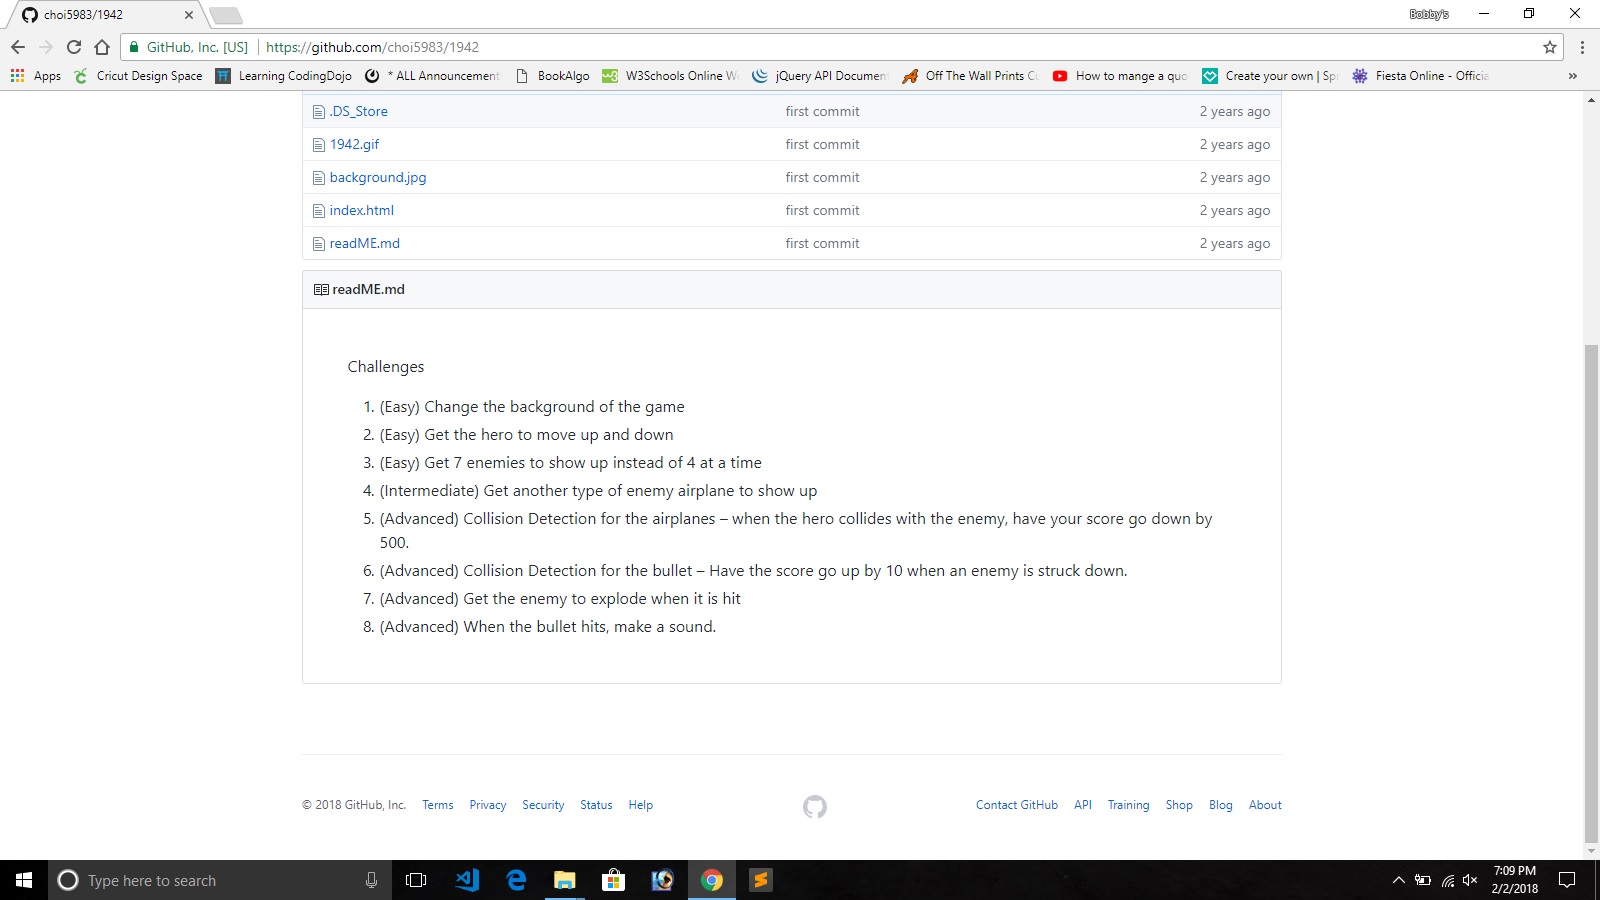 choi5983/1942
Bobby's
GitHub, Inc. [US] https://github.com/choi5983/1942
Apps Cricut Design Space Learning CodingDojo * ALL Announcement BookAlgo W3Schools Online W jQuery API Documen Off The Wall Prints Cu How to mange a quo Create your own | Spr Fiesta Online - Officia »
.DS_Store first commit 2 years ago
1942.gif first commit 2 years ago
background.jpg first commit 2 years ago
index.html first commit 2 years ago
readME.md first commit 2 years ago
readME.md
Challenges
1. (Easy) Change the background of the game
2. (Easy) Get the hero to move up and down
3. (Easy) Get 7 enemies to show up instead of 4 at a time
4. (Intermediate) Get another type of enemy airplane to show up
5. (Advanced) Collision Detection for the airplanes – when the hero collides with the enemy, have your score go down by
500.
6. (Advanced) Collision Detection for the bullet – Have the score go up by 10 when an enemy is struck down.
7. (Advanced) Get the enemy to explode when it is hit
8. (Advanced) When the bullet hits, make a sound.
© 2018 GitHub, Inc. Terms Privacy Security Status Help Contact GitHub API Training Shop Blog About
Type here to search
7:09 PM
2/2/2018